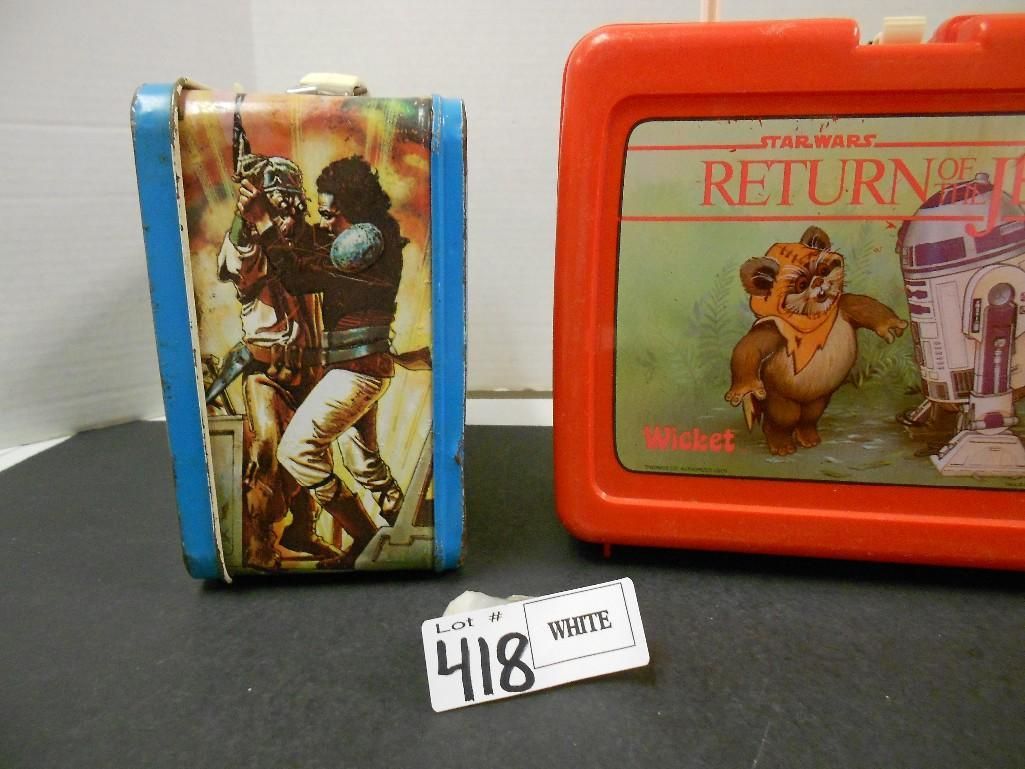 STAR WARS
RETURN OF THE JE
Wicket
Lot #
418
WHITE